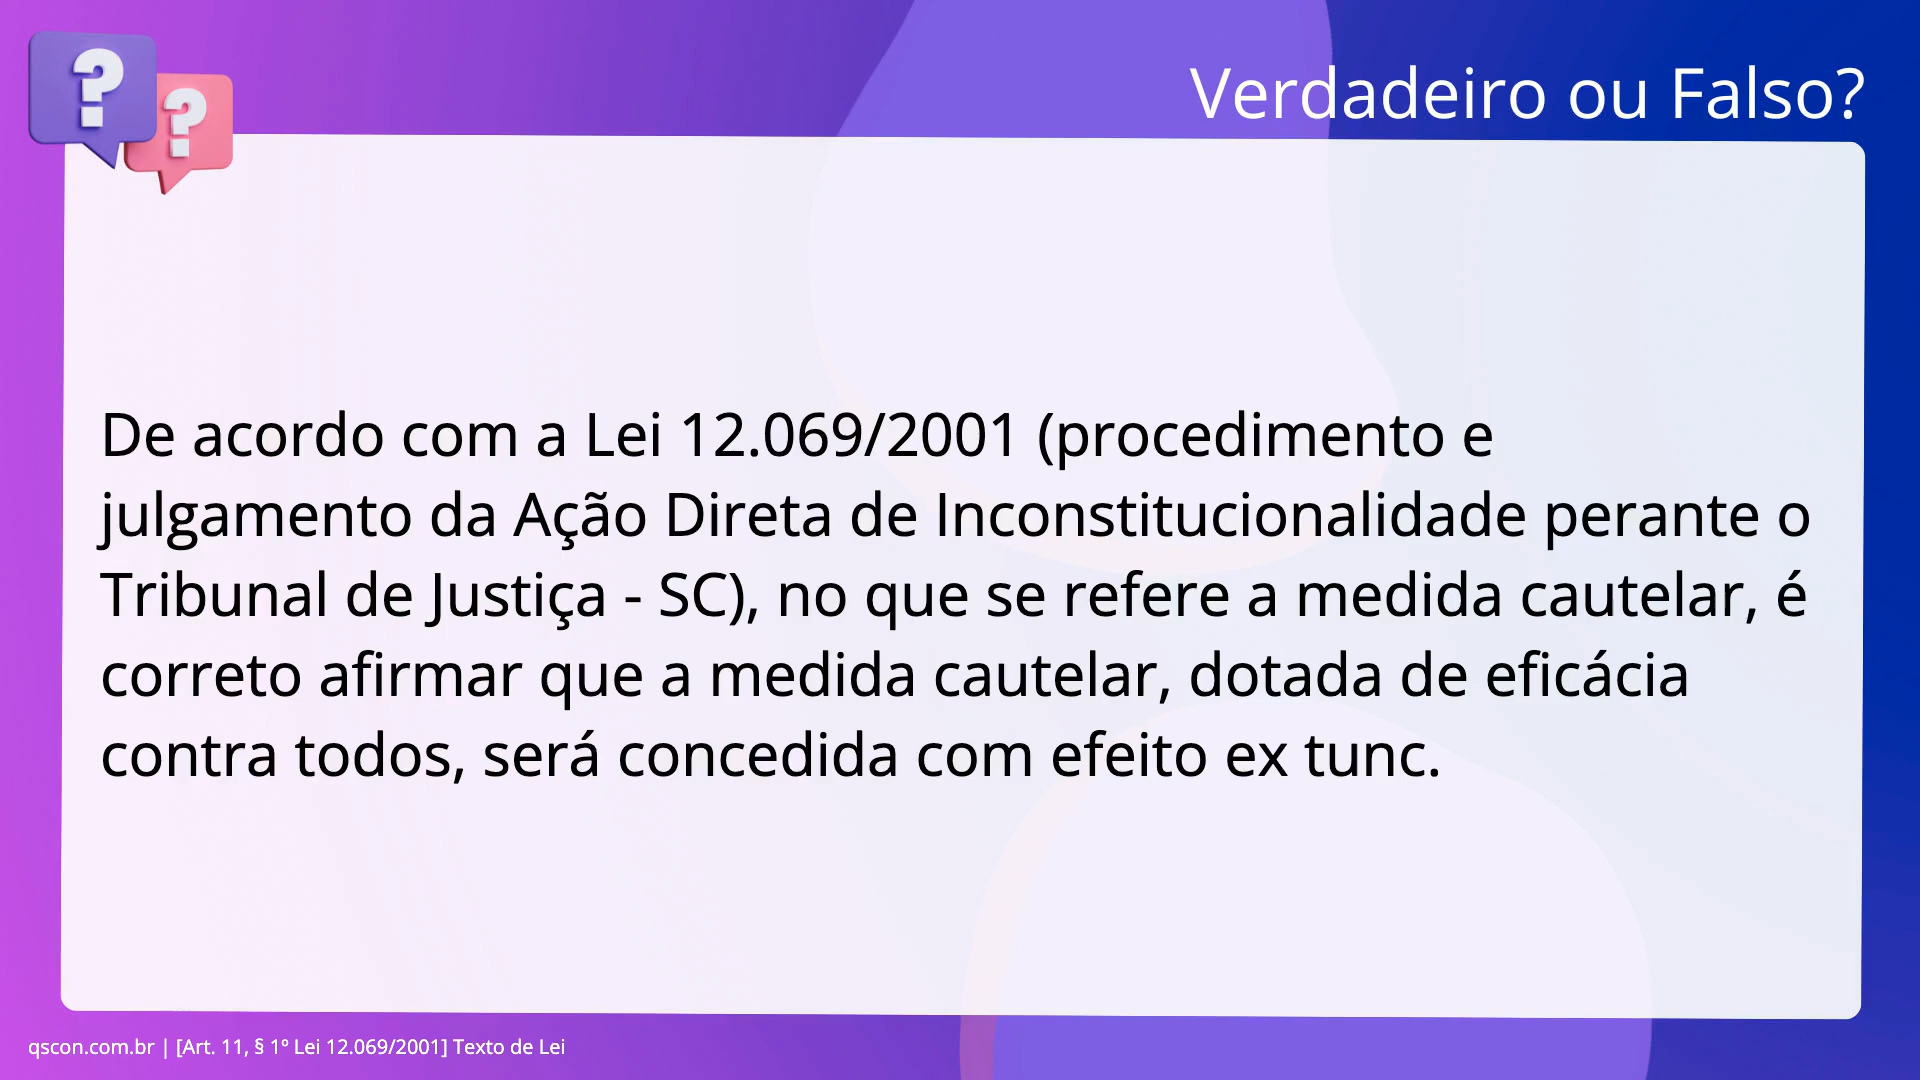 Verdadeiro ou Falso?
De acordo com a Lei 12.069/2001 (procedimento e
julgamento da Ação Direta de Inconstitucionalidade perante o
Tribunal de Justiça - SC), no que se refere a medida cautelar, é
correto afirmar que a medida cautelar, dotada de eficácia
contra todos, será concedida com efeito ex tunc.
qscon.com.br | [Art. 11, § 1º Lei 12.069/2001] Texto de Lei